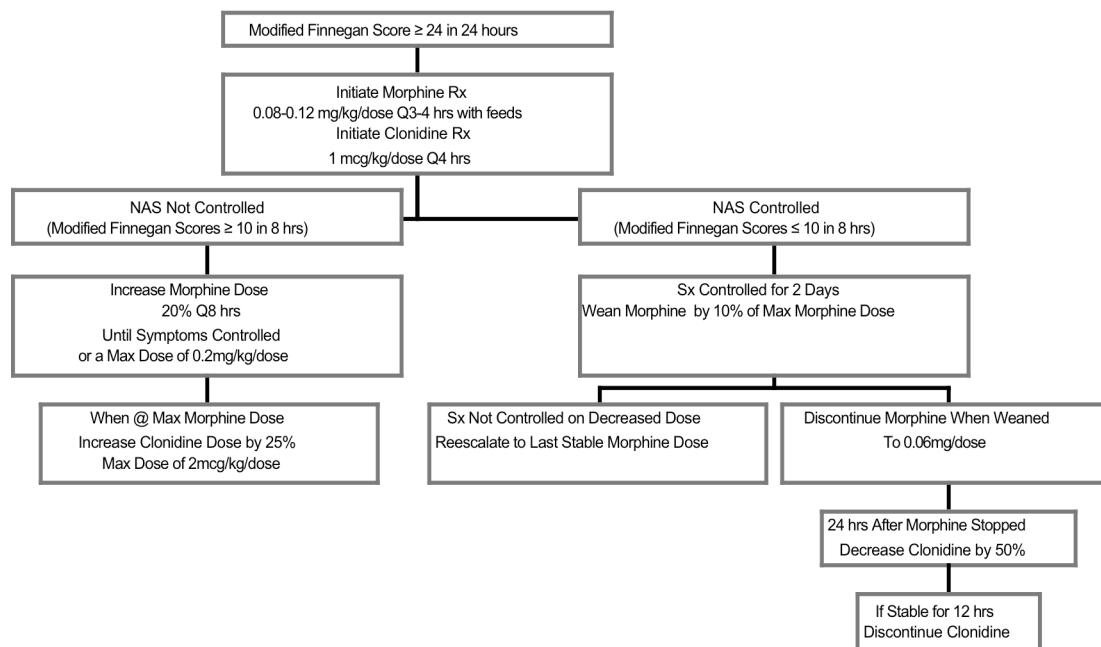 Modified Finnegan Score ≥ 24 in 24 hours
Initiate Morphine Rx
0.08-0.12 mg/kg/dose Q3-4 hrs with feeds
Initiate Clonidine Rx
1 mcg/kg/dose Q4 hrs
NAS Not Controlled
(Modified Finnegan Scores ≥ 10 in 8 hrs)
NAS Controlled
(Modified Finnegan Scores ≤ 10 in 8 hrs)
Increase Morphine Dose
20% Q8 hrs
Until Symptoms Controlled
or a Max Dose of 0.2mg/kg/dose
Sx Controlled for 2 Days
Wean Morphine by 10% of Max Morphine Dose
When @ Max Morphine Dose
Increase Clonidine Dose by 25%
Max Dose of 2mcg/kg/dose
Sx Not Controlled on Decreased Dose
Reescalate to Last Stable Morphine Dose
Discontinue Morphine When Weaned
To 0.06mg/dose
24 hrs After Morphine Stopped
Decrease Clonidine by 50%
If Stable for 12 hrs
Discontinue Clonidine